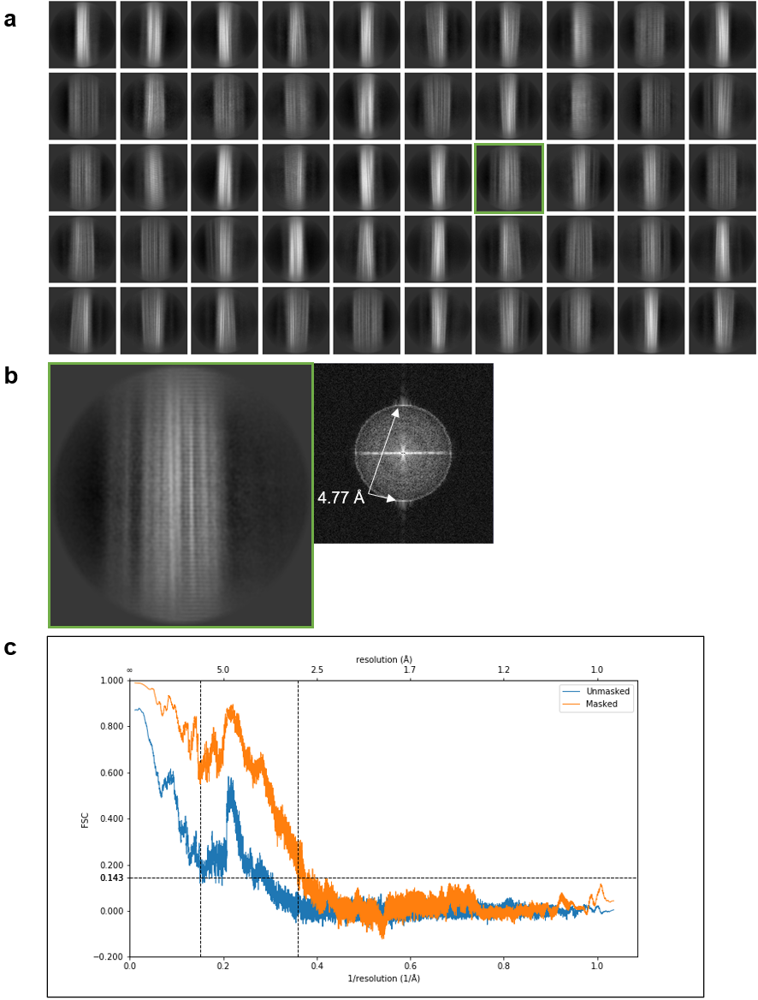 a
b
4.77 Å
c
resolution (Å)
∞ 5.0 2.5 1.7 1.2 1.0
1.000
Unmasked
Masked
0.800
0.600
FSC
0.400
0.200
0.143
0.000
−0.200
0.0 0.2 0.4 0.6 0.8 1.0
1/resolution (1/Å)